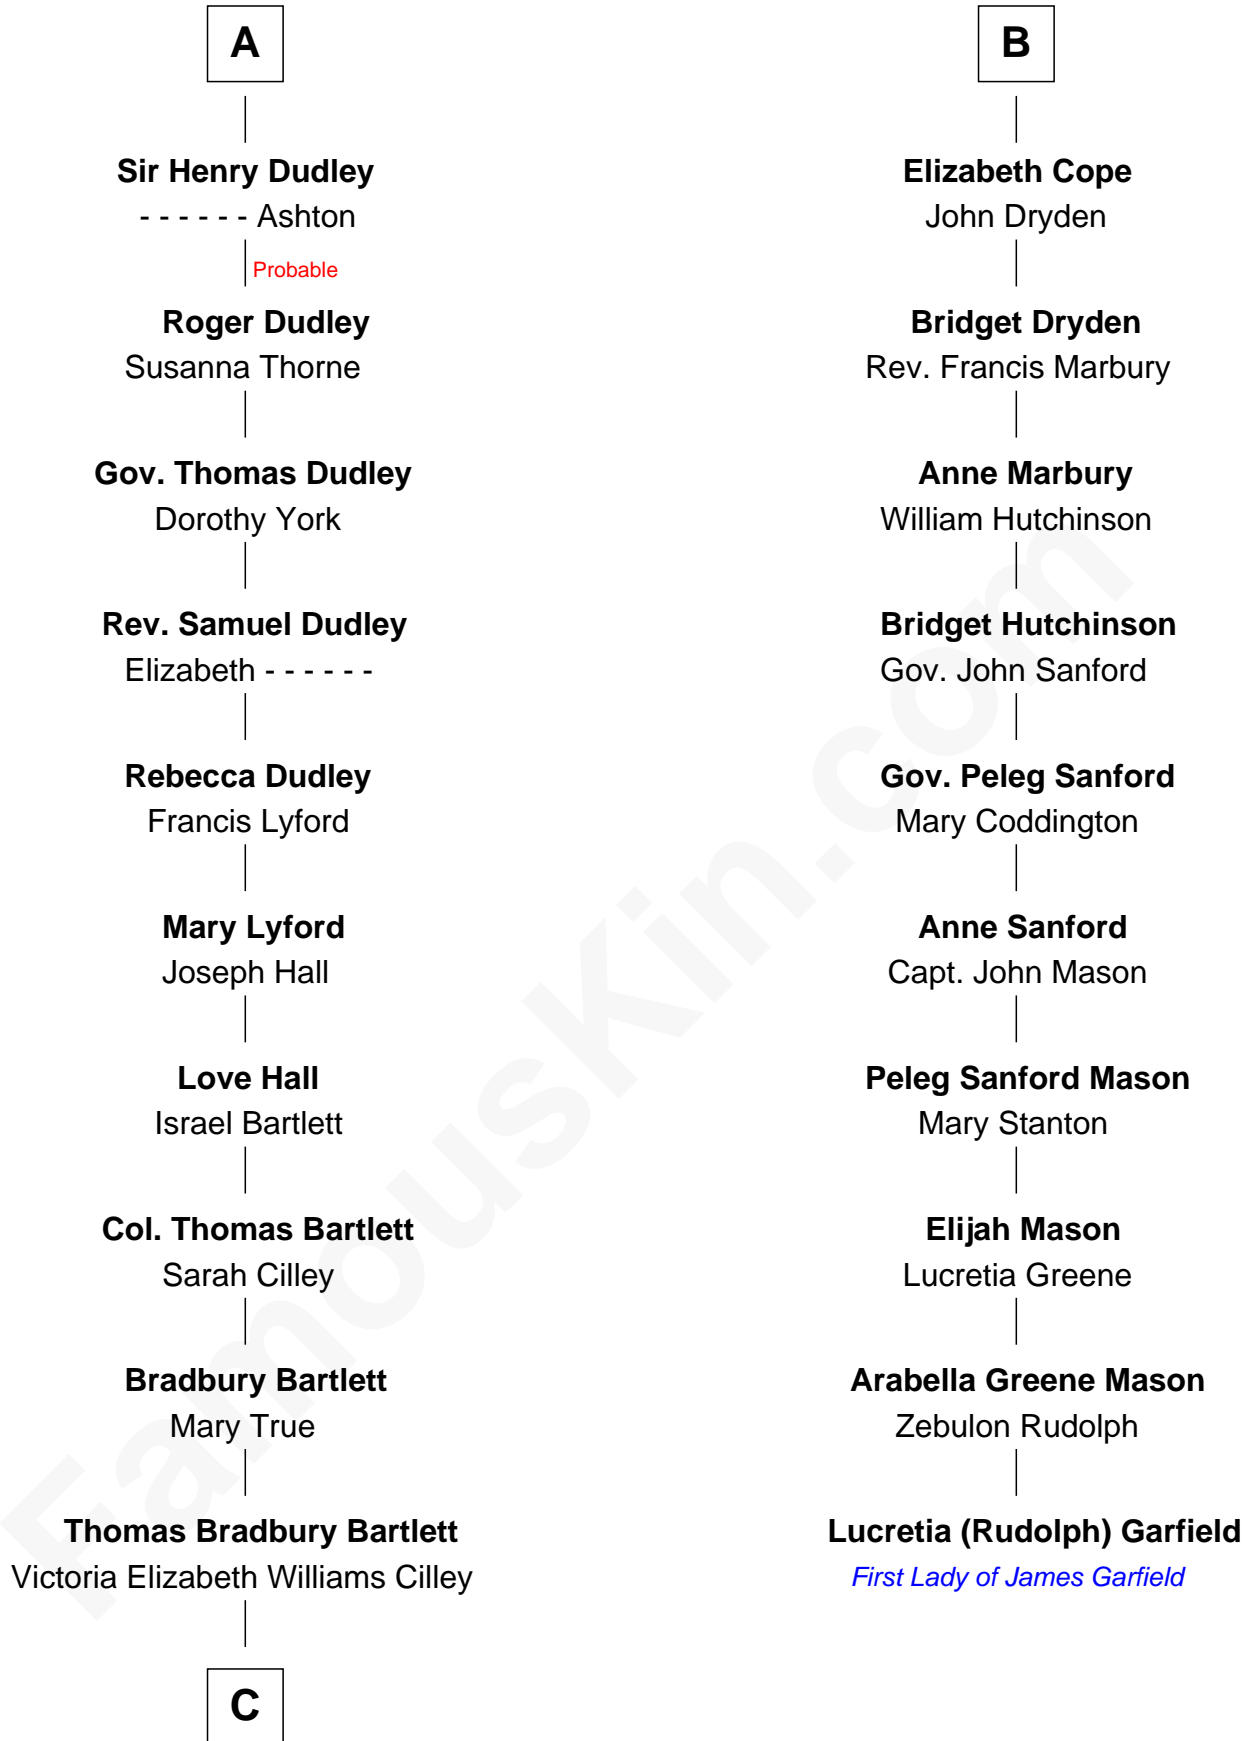 A
Sir Henry Dudley
- - - - - - Ashton
Probable
Roger Dudley
Susanna Thorne
Gov. Thomas Dudley
Dorothy York
Rev. Samuel Dudley
Elizabeth - - - - - -
Rebecca Dudley
Francis Lyford
Mary Lyford
Joseph Hall
Love Hall
Israel Bartlett
Col. Thomas Bartlett
Sarah Cilley
Bradbury Bartlett
Mary True
Thomas Bradbury Bartlett
Victoria Elizabeth Williams Cilley
C
B
Elizabeth Cope
John Dryden
Bridget Dryden
Rev. Francis Marbury
Anne Marbury
William Hutchinson
Bridget Hutchinson
Gov. John Sanford
Gov. Peleg Sanford
Mary Coddington
Anne Sanford
Capt. John Mason
Peleg Sanford Mason
Mary Stanton
Elijah Mason
Lucretia Greene
Arabella Greene Mason
Zebulon Rudolph
Lucretia (Rudolph) Garfield
First Lady of James Garfield
FamousKin.com